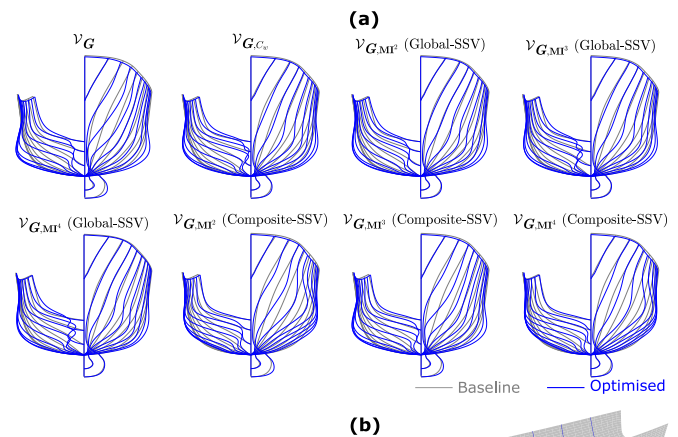 (a)
𝒱_G
𝒱_{G,C_w}
𝒱_{G,MI²} (Global-SSV)
𝒱_{G,MI³} (Global-SSV)
𝒱_{G,MI⁴} (Global-SSV)
𝒱_{G,MI²} (Composite-SSV)
𝒱_{G,MI³} (Composite-SSV)
𝒱_{G,MI⁴} (Composite-SSV)
Baseline
Optimised
(b)